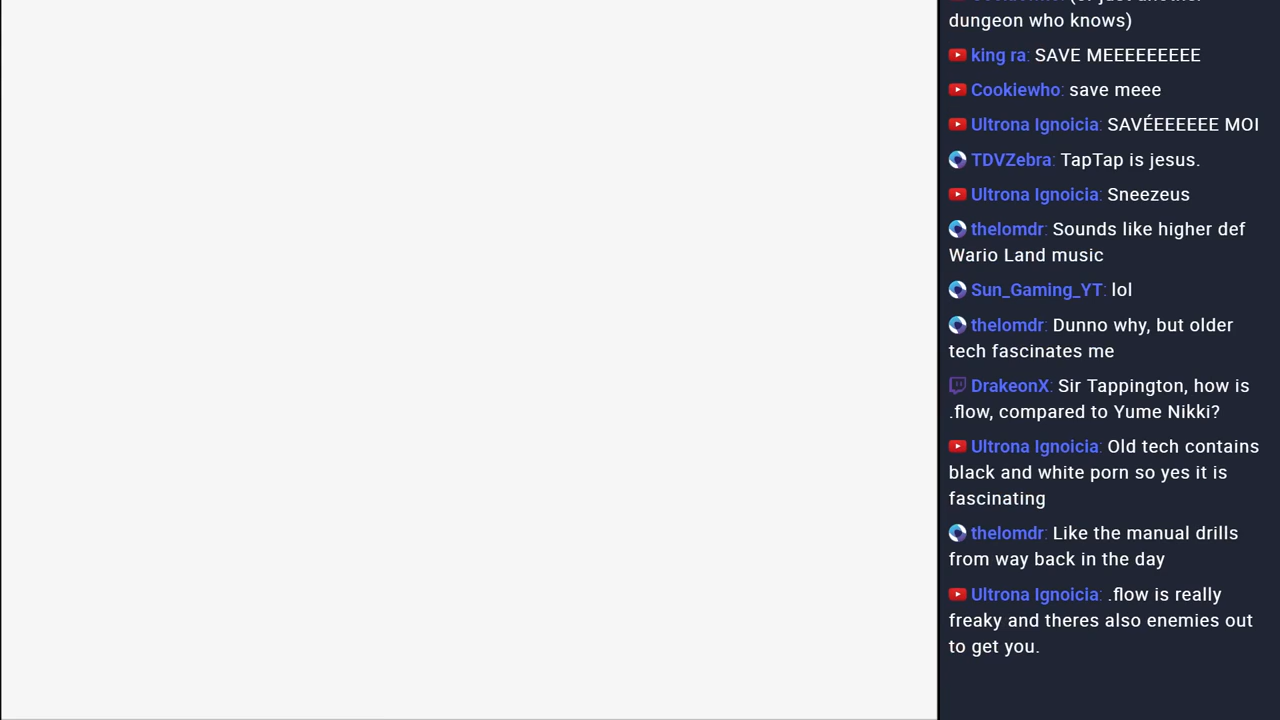 dungeon who knows)
king ra: SAVE MEEEEEEEEE
Cookiewho: save meee
Ultrona Ignoicia: SAVÉEEEEEE MOI
TDVZebra: TapTap is jesus.
Ultrona Ignoicia: Sneezeus
thelomdr: Sounds like higher def
Wario Land music
Sun_Gaming_YT: lol
thelomdr: Dunno why, but older
tech fascinates me
DrakeonX: Sir Tappington, how is
.flow, compared to Yume Nikki?
Ultrona Ignoicia: Old tech contains
black and white porn so yes it is
fascinating
thelomdr: Like the manual drills
from way back in the day
Ultrona Ignoicia: .flow is really
freaky and theres also enemies out
to get you.